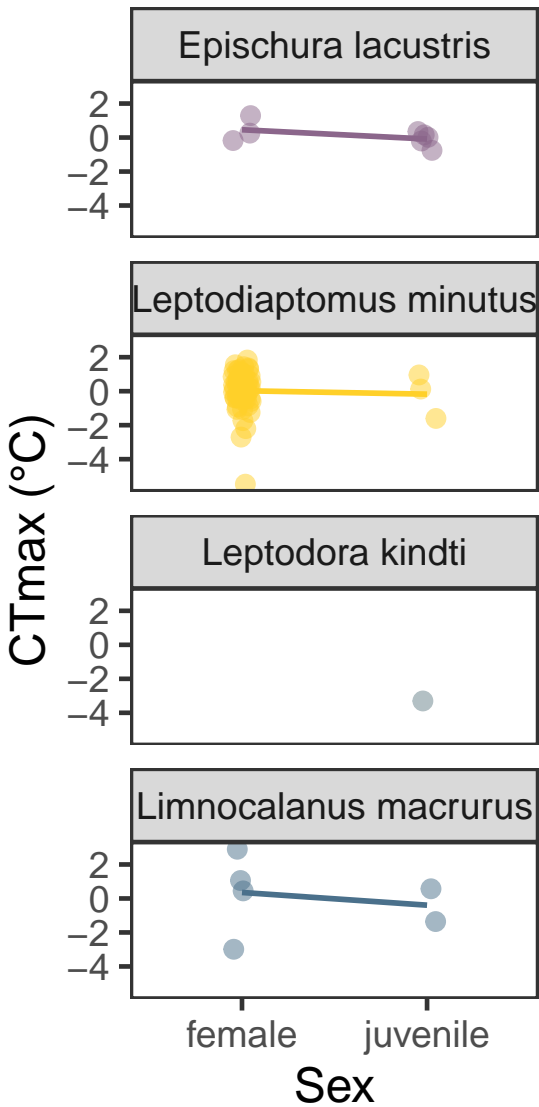 Epischura lacustris
2
0
−2
−4
Leptodiaptomus minutus
2
0
−2
−4
CTmax (°C)
Leptodora kindti
2
0
−2
−4
Limnocalanus macrurus
2
0
−2
−4
female juvenile
Sex